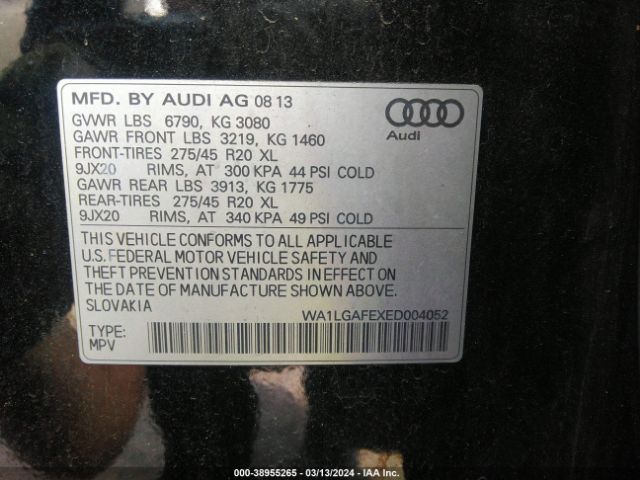 MFD. BY AUDI AG 08 13
GVWR LBS 6790, KG 3080
GAWR FRONT LBS 3219, KG 1460
FRONT-TIRES 275/45 R20 XL
9JX20 RIMS, AT 300 KPA 44 PSI COLD
GAWR REAR LBS 3913, KG 1775
REAR-TIRES 275/45 R20 XL
9JX20 RIMS, AT 340 KPA 49 PSI COLD
Audi
THIS VEHICLE CONFORMS TO ALL APPLICABLE
U.S. FEDERAL MOTOR VEHICLE SAFETY AND
THEFT PREVENTION STANDARDS IN EFFECT ON
THE DATE OF MANUFACTURE SHOWN ABOVE.
SLOVAKIA
WA1LGAFEXED004052
TYPE:
MPV
000-38955265 - 03/13/2024 - IAA Inc.